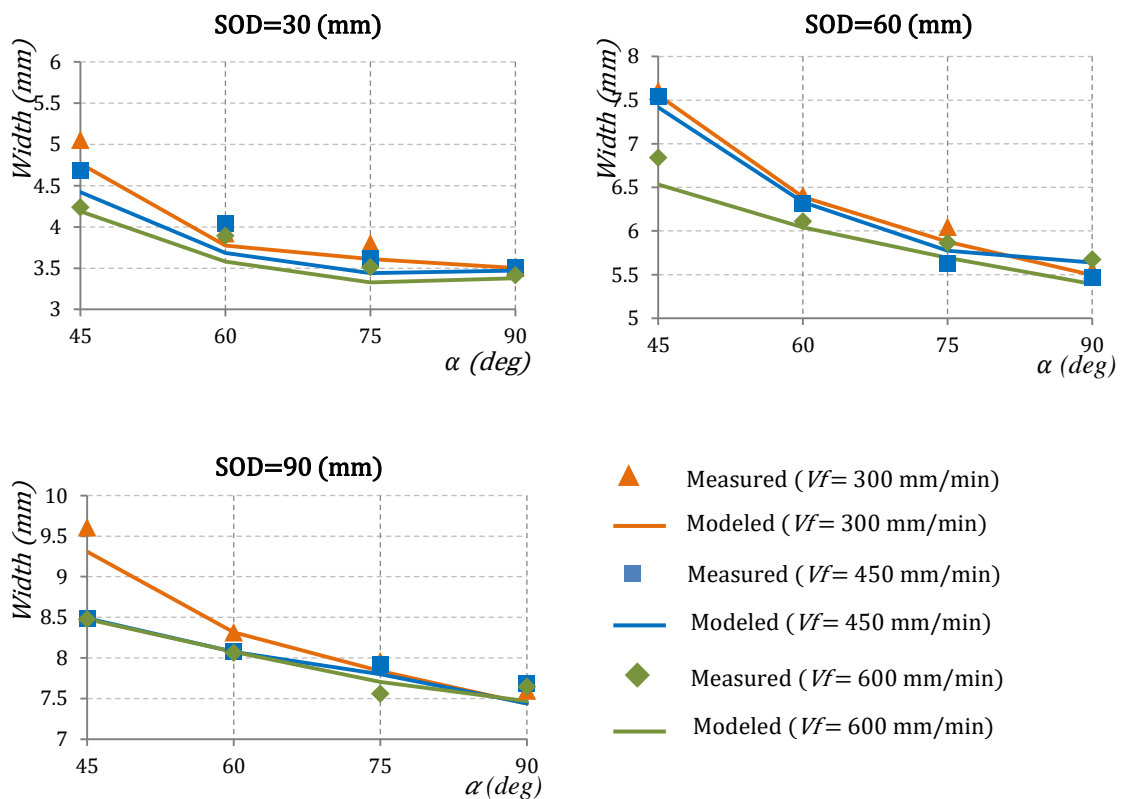 SOD=30 (mm)
Width (mm)
6
5.5
5
4.5
4
3.5
3
45
60
75
90
α (deg)
SOD=60 (mm)
Width (mm)
8
7.5
7
6.5
6
5.5
5
45
60
75
90
α (deg)
SOD=90 (mm)
Width (mm)
10
9.5
9
8.5
8
7.5
7
45
60
75
90
α (deg)
Measured (Vf= 300 mm/min)
Modeled (Vf= 300 mm/min)
Measured (Vf= 450 mm/min)
Modeled (Vf= 450 mm/min)
Measured (Vf= 600 mm/min)
Modeled (Vf= 600 mm/min)